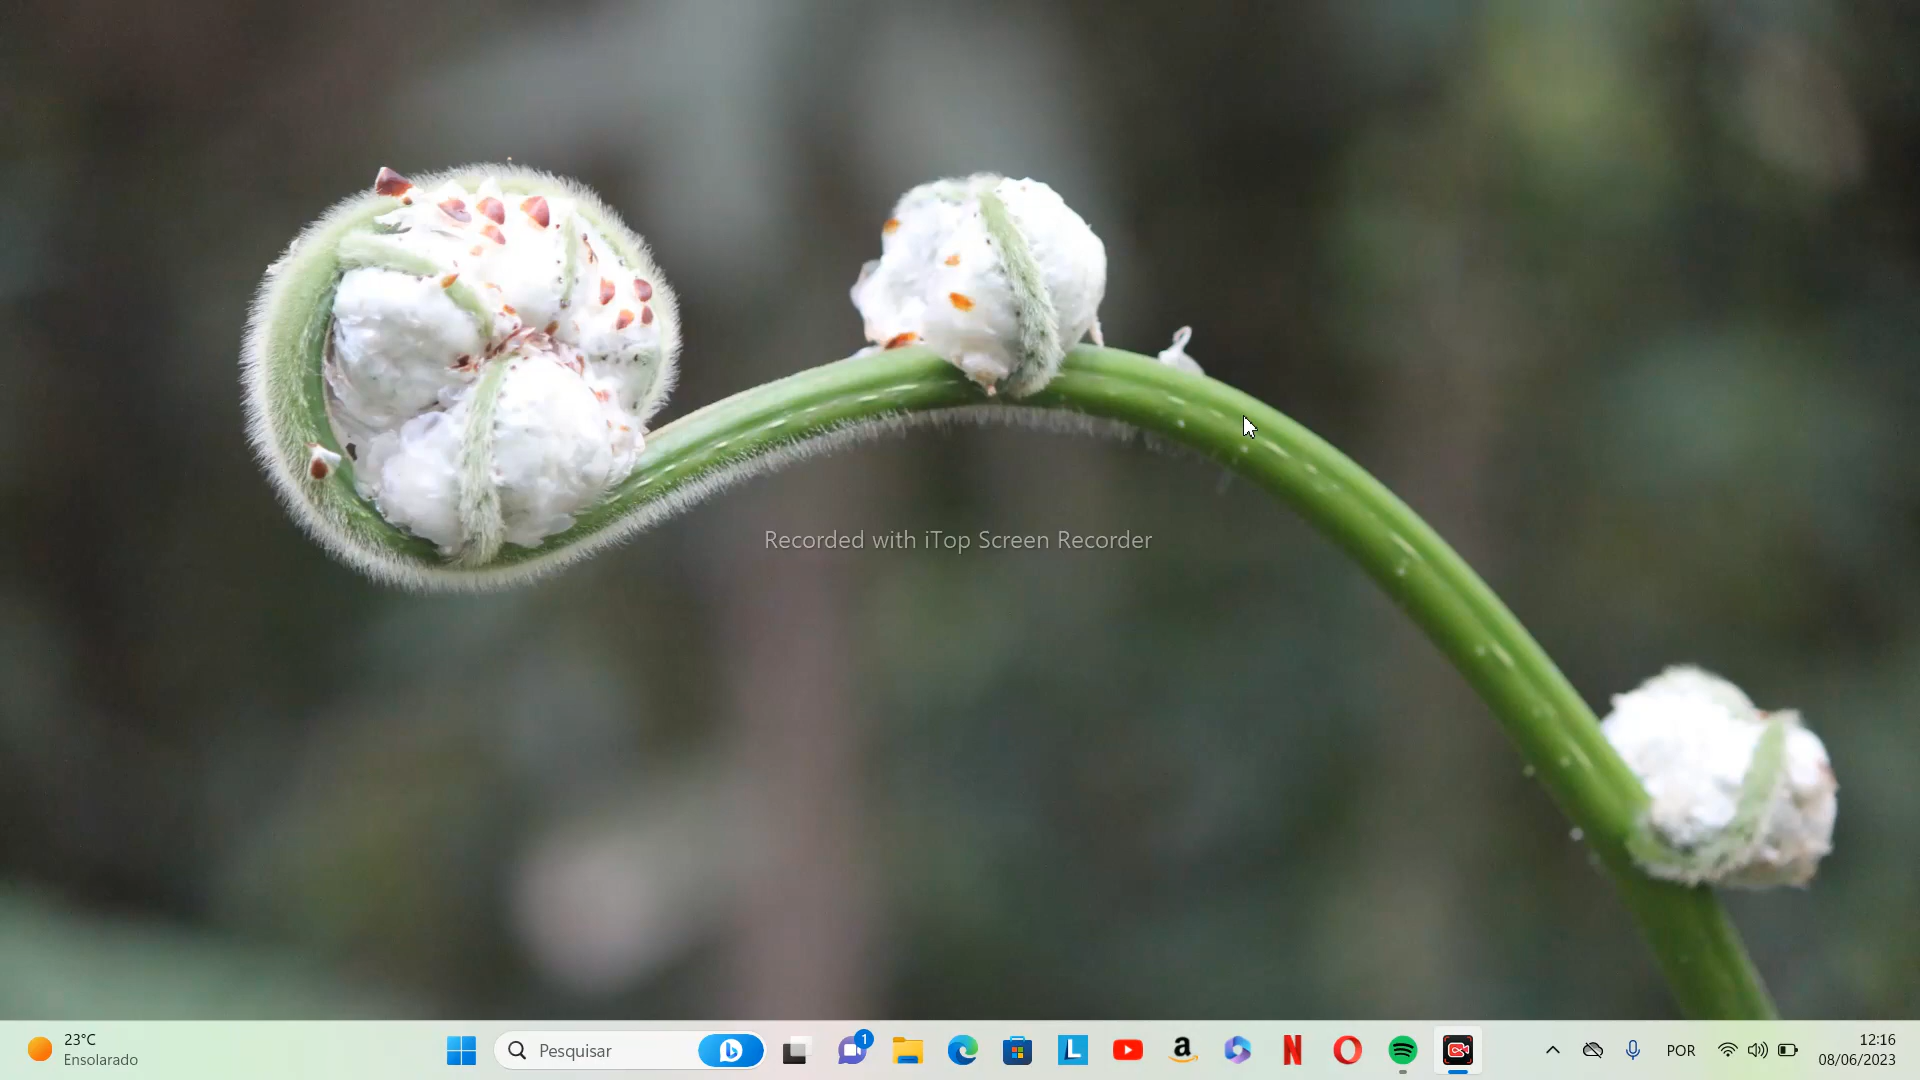 Recorded with iTop Screen Recorder
23°C
Ensolarado
Pesquisar
1
L
a
N
POR
12:16
08/06/2023